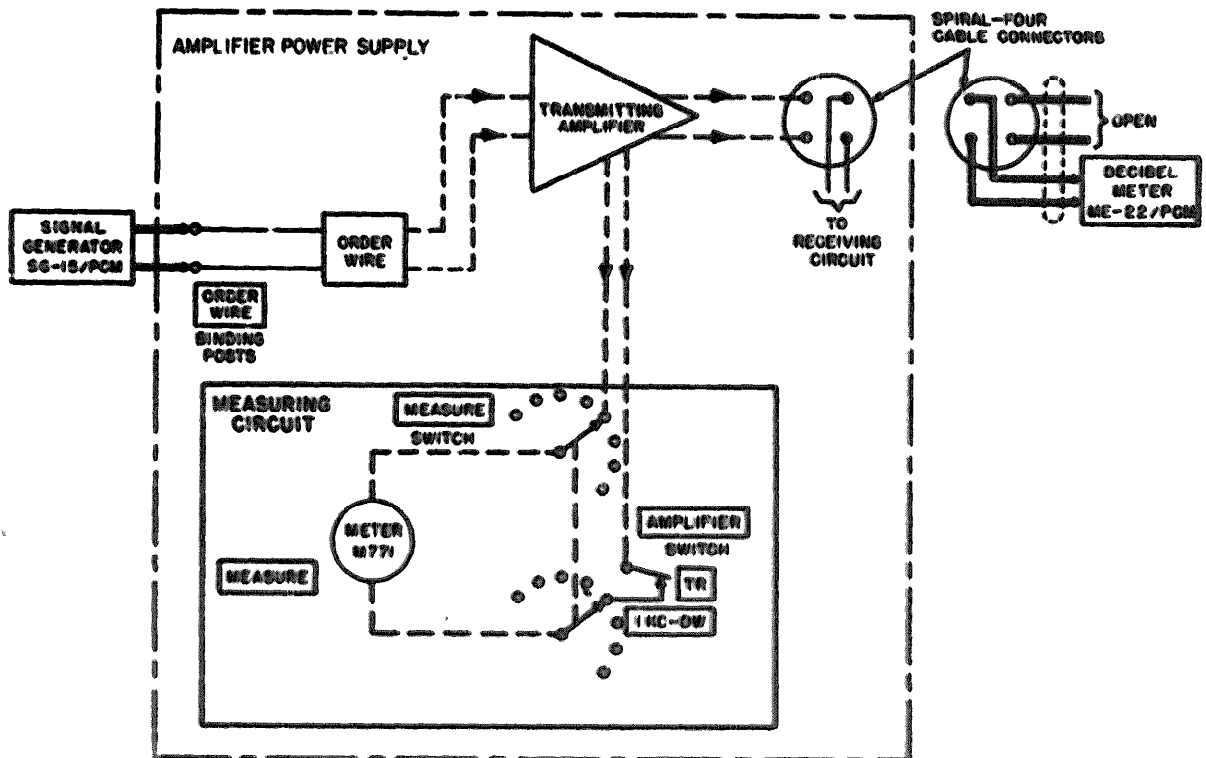 AMPLIFIER POWER SUPPLY
SPIRAL-FOUR
CABLE CONNECTORS
TRANSMITTING
AMPLIFIER
OPEN
DECIBEL
METER
ME-22/PCM
SIGNAL
GENERATOR
SG-15/PCM
ORDER
WIRE
TO
RECEIVING
CIRCUIT
ORDER
WIRE
BINDING
POSTS
MEASURING
CIRCUIT
MEASURE
SWITCH
METER
M771
AMPLIFIER
SWITCH
MEASURE
TR
1 KC-OW